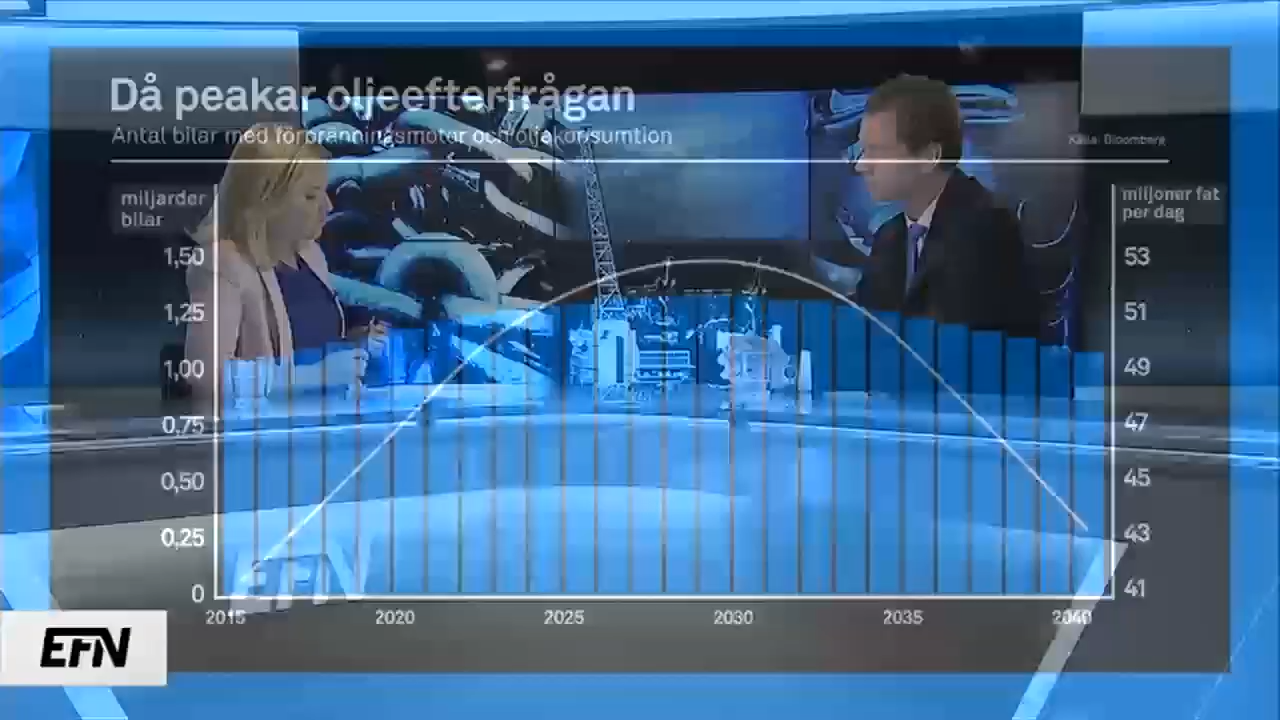 Då peakar oljeefterfrågan
Antal bilar med förbränningsmotor och oljekonsumtion
Källa: Bloomberg
miljarder
bilar
miljoner fat
per dag
1,50
1,25
1,00
0,75
0,50
0,25
0
53
51
49
47
45
43
41
2015
2020
2025
2030
2035
2040
EFN
EFN